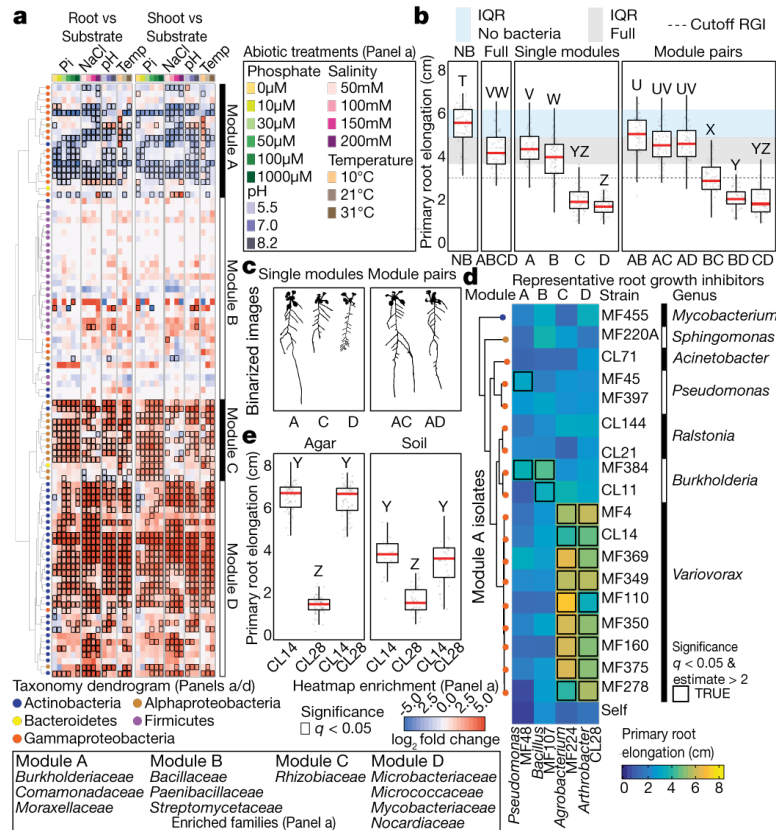 a
Root vs
Substrate
Shoot vs
Substrate
Pi
NaCl
pH
Temp
Pi
NaCl
pH
Temp
Module A
Module B
Module C
Module D
Abiotic treatments (Panel a)
Phosphate
0µM
10µM
30µM
50µM
100µM
1000µM
pH
5.5
7.0
8.2
Salinity
50mM
100mM
150mM
200mM
Temperature
10°C
21°C
31°C
Taxonomy dendrogram (Panels a/d)
Actinobacteria
Bacteroidetes
Gammaproteobacteria
Alphaproteobacteria
Firmicutes
Heatmap enrichment (Panel a)
Significance
q < 0.05
-5.0
-2.5
0.0
2.5
5.0
log2 fold change
Module A
Burkholderiaceae
Comamonadaceae
Moraxellaceae
Module B
Bacillaceae
Paenibacillaceae
Streptomycetaceae
Module C
Rhizobiaceae
Module D
Microbacteriaceae
Micrococcaceae
Mycobacteriaceae
Nocardiaceae
Enriched families (Panel a)
b
IQR
No bacteria
IQR
Full
Cutoff RGI
NB
Full
Single modules
Module pairs
Primary root elongation (cm)
8
6
4
2
0
T
VW
V
W
YZ
Z
U
UV
UV
X
Y
YZ
NB
ABCD
A
B
C
D
AB
AC
AD
BC
BD
CD
c
Single modules
Module pairs
Binarized images
A
C
D
AC
AD
d
Representative root growth inhibitors
Module
A
B
C
D
Strain
Genus
MF455
MF220A
CL71
MF45
MF397
CL144
CL21
MF384
CL11
MF4
CL14
MF369
MF349
MF110
MF350
MF160
MF375
MF278
Self
Mycobacterium
Sphingomonas
Acinetobacter
Pseudomonas
Ralstonia
Burkholderia
Variovorax
Module A isolates
Significance
q < 0.05 &
estimate > 2
TRUE
Pseudomonas
MF48
Bacillus
MF107
Agrobacterium
MF224
Arthrobacter
CL28
Primary root
elongation (cm)
0
2
4
6
8
e
Agar
Soil
Primary root elongation (cm)
8
6
4
2
0
Y
Z
Y
Y
Z
Y
CL14
CL28
CL14
CL28
CL14
CL28
CL14
CL28